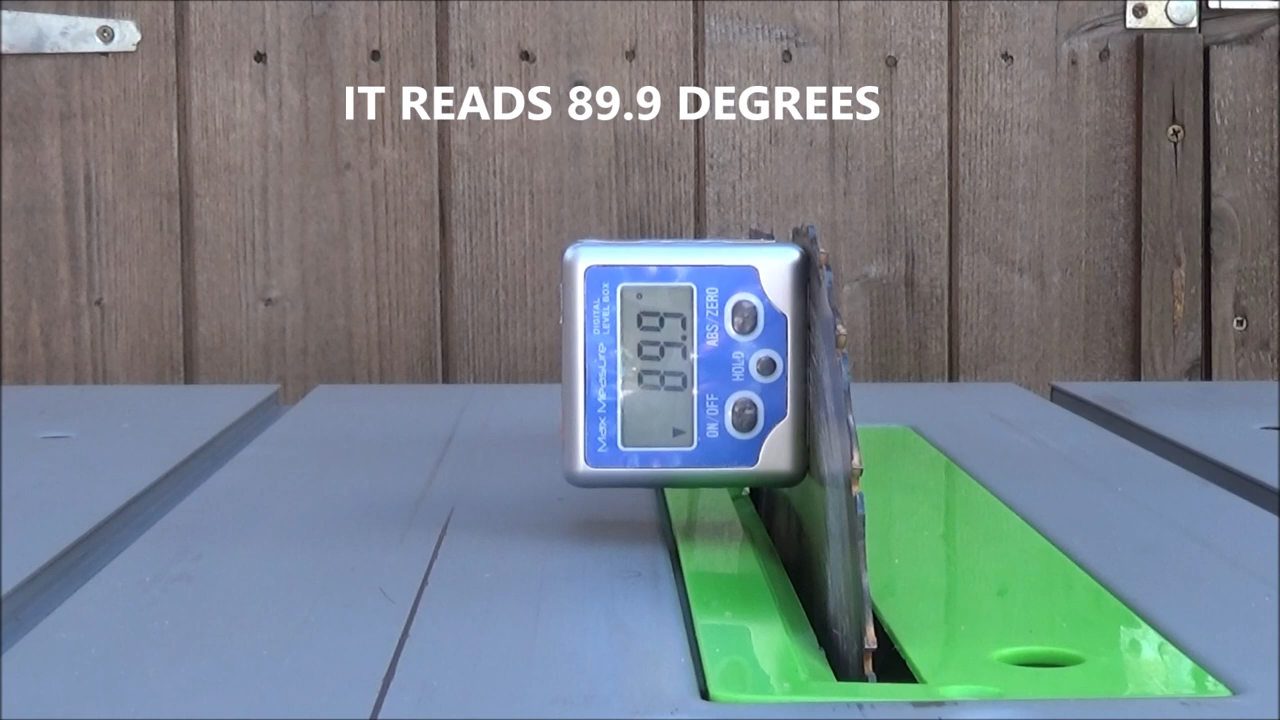 IT READS 89.9 DEGREES
Max Measure
DIGITAL
LEVEL BOX
89.9°
ABS/ZERO
HOLD
ON/OFF